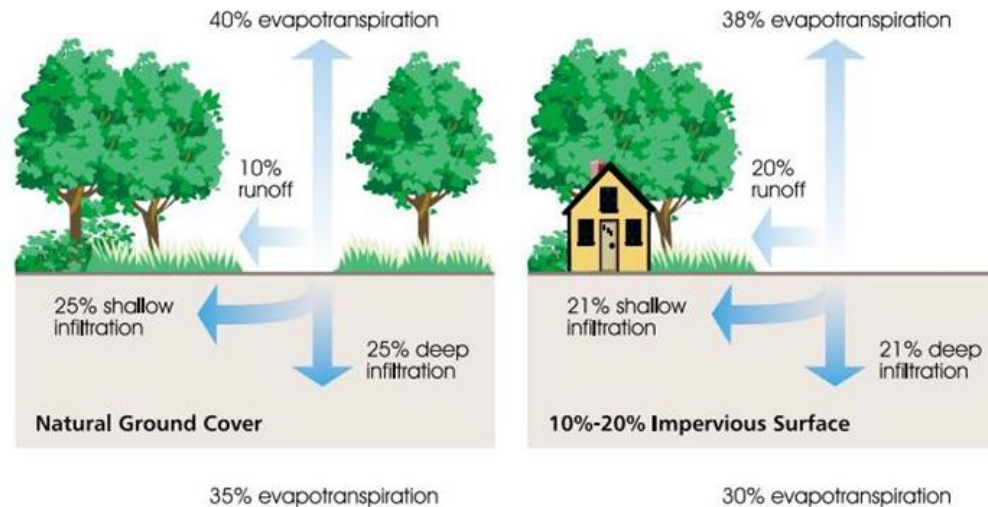 40% evapotranspiration
10%
runoff
25% shallow
infiltration
25% deep
infiltration
Natural Ground Cover
38% evapotranspiration
20%
runoff
21% shallow
infiltration
21% deep
infiltration
10%-20% Impervious Surface
35% evapotranspiration
30% evapotranspiration